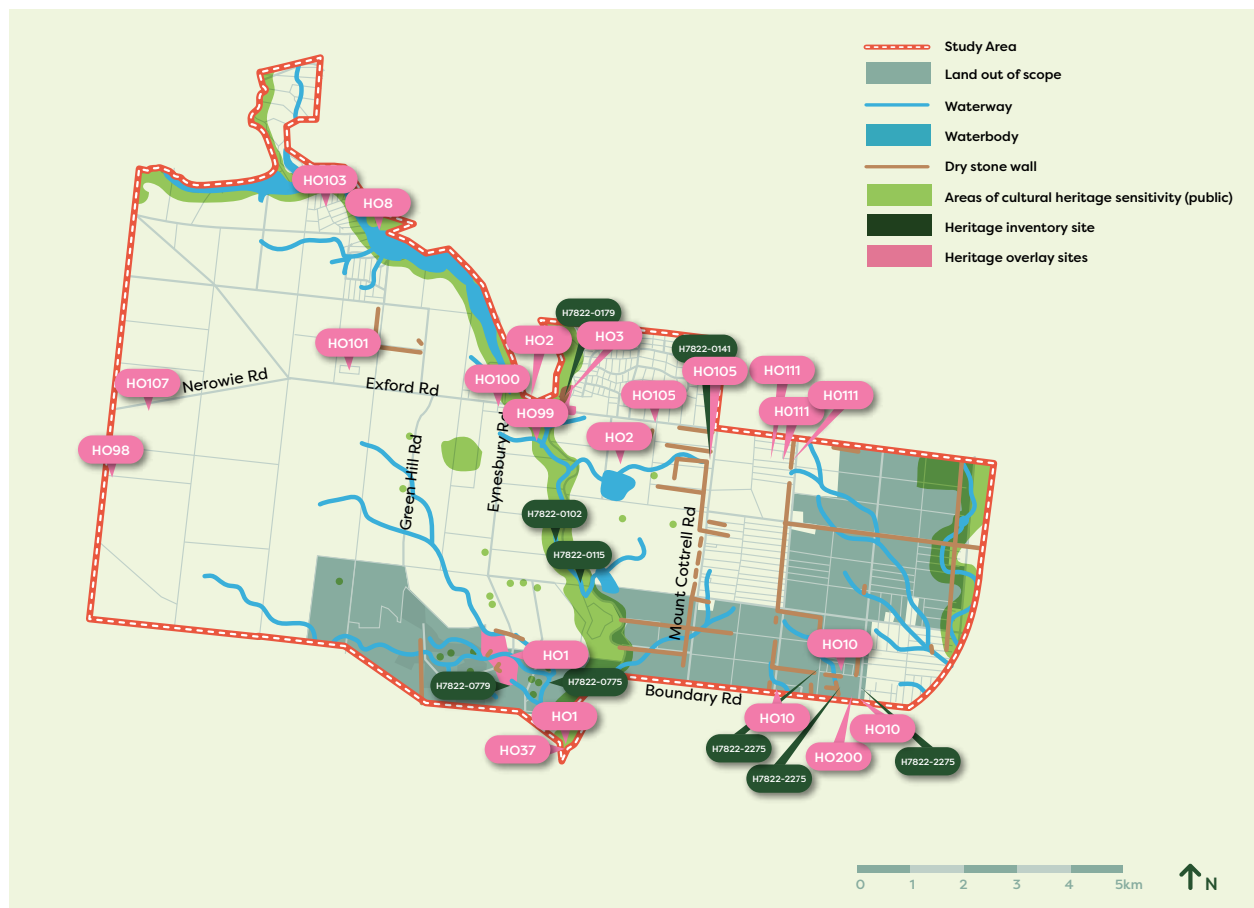 Study Area
Land out of scope
Waterway
Waterbody
Dry stone wall
Areas of cultural heritage sensitivity (public)
Heritage inventory site
Heritage overlay sites
HO103
HO8
H7822-0179
HO2
HO3
HO101
H7822-0141
HO105
HO111
HO107
Nerowie Rd
Exford Rd
HO100
HO105
H0111
H0111
HO99
HO2
HO98
Green Hill Rd
Eynesbury Rd
H7822-0102
Mount Cottrell Rd
H7822-0115
HO1
HO10
H7822-0779
H7822-0775
Boundary Rd
HO1
HO10
HO10
HO37
H7822-2275
HO200
H7822-2275
H7822-2275
0 1 2 3 4 5km
N